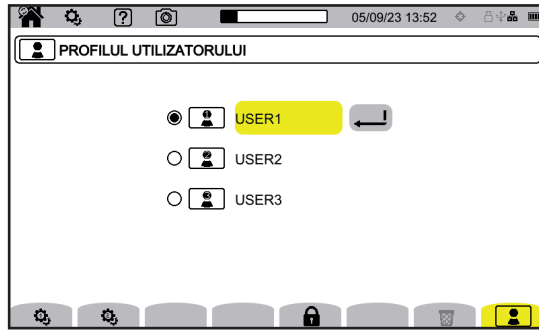 05/09/23 13:52
PROFILUL UTILIZATORULUI
USER1
USER2
USER3